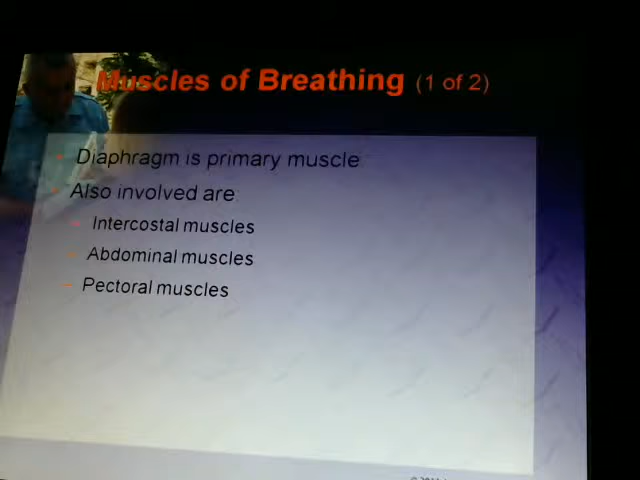 Muscles of Breathing (1 of 2)
Diaphragm is primary muscle
Also involved are
Intercostal muscles
Abdominal muscles
Pectoral muscles